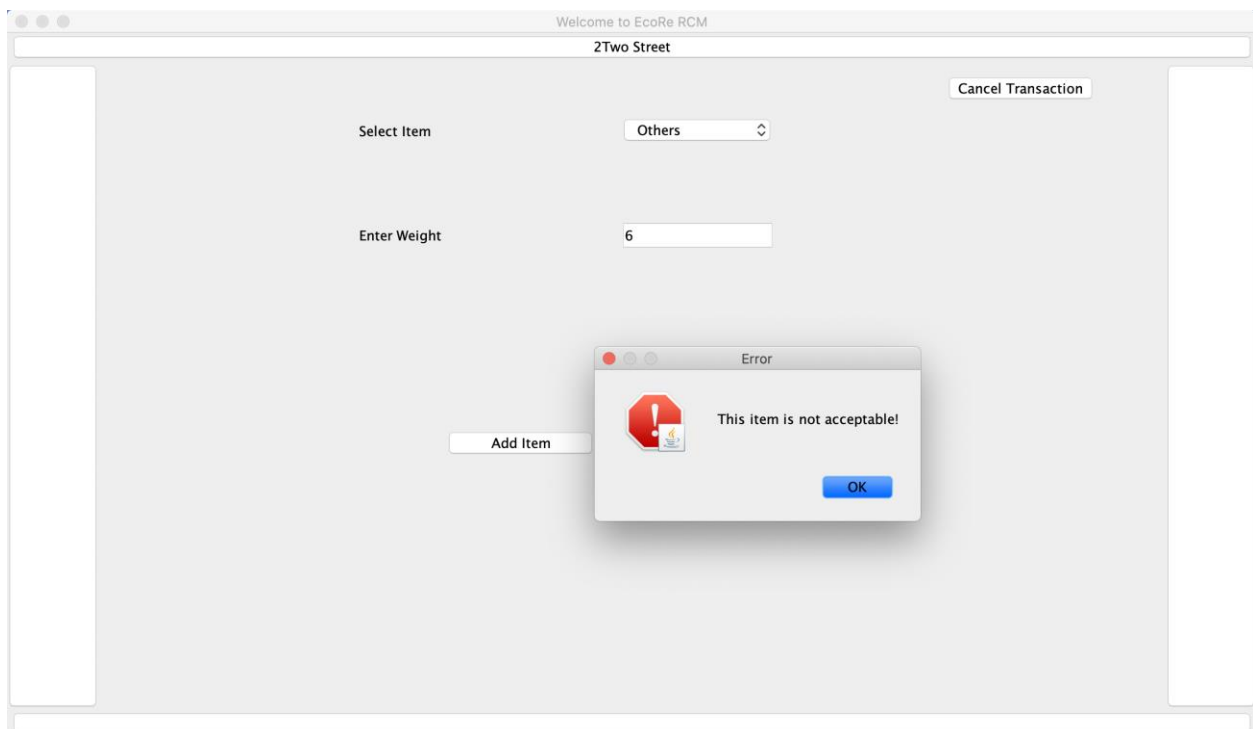 Welcome to EcoRe RCM
2Two Street
Cancel Transaction
Select Item
Others
Enter Weight
6
Error
This item is not acceptable!
Add Item
OK